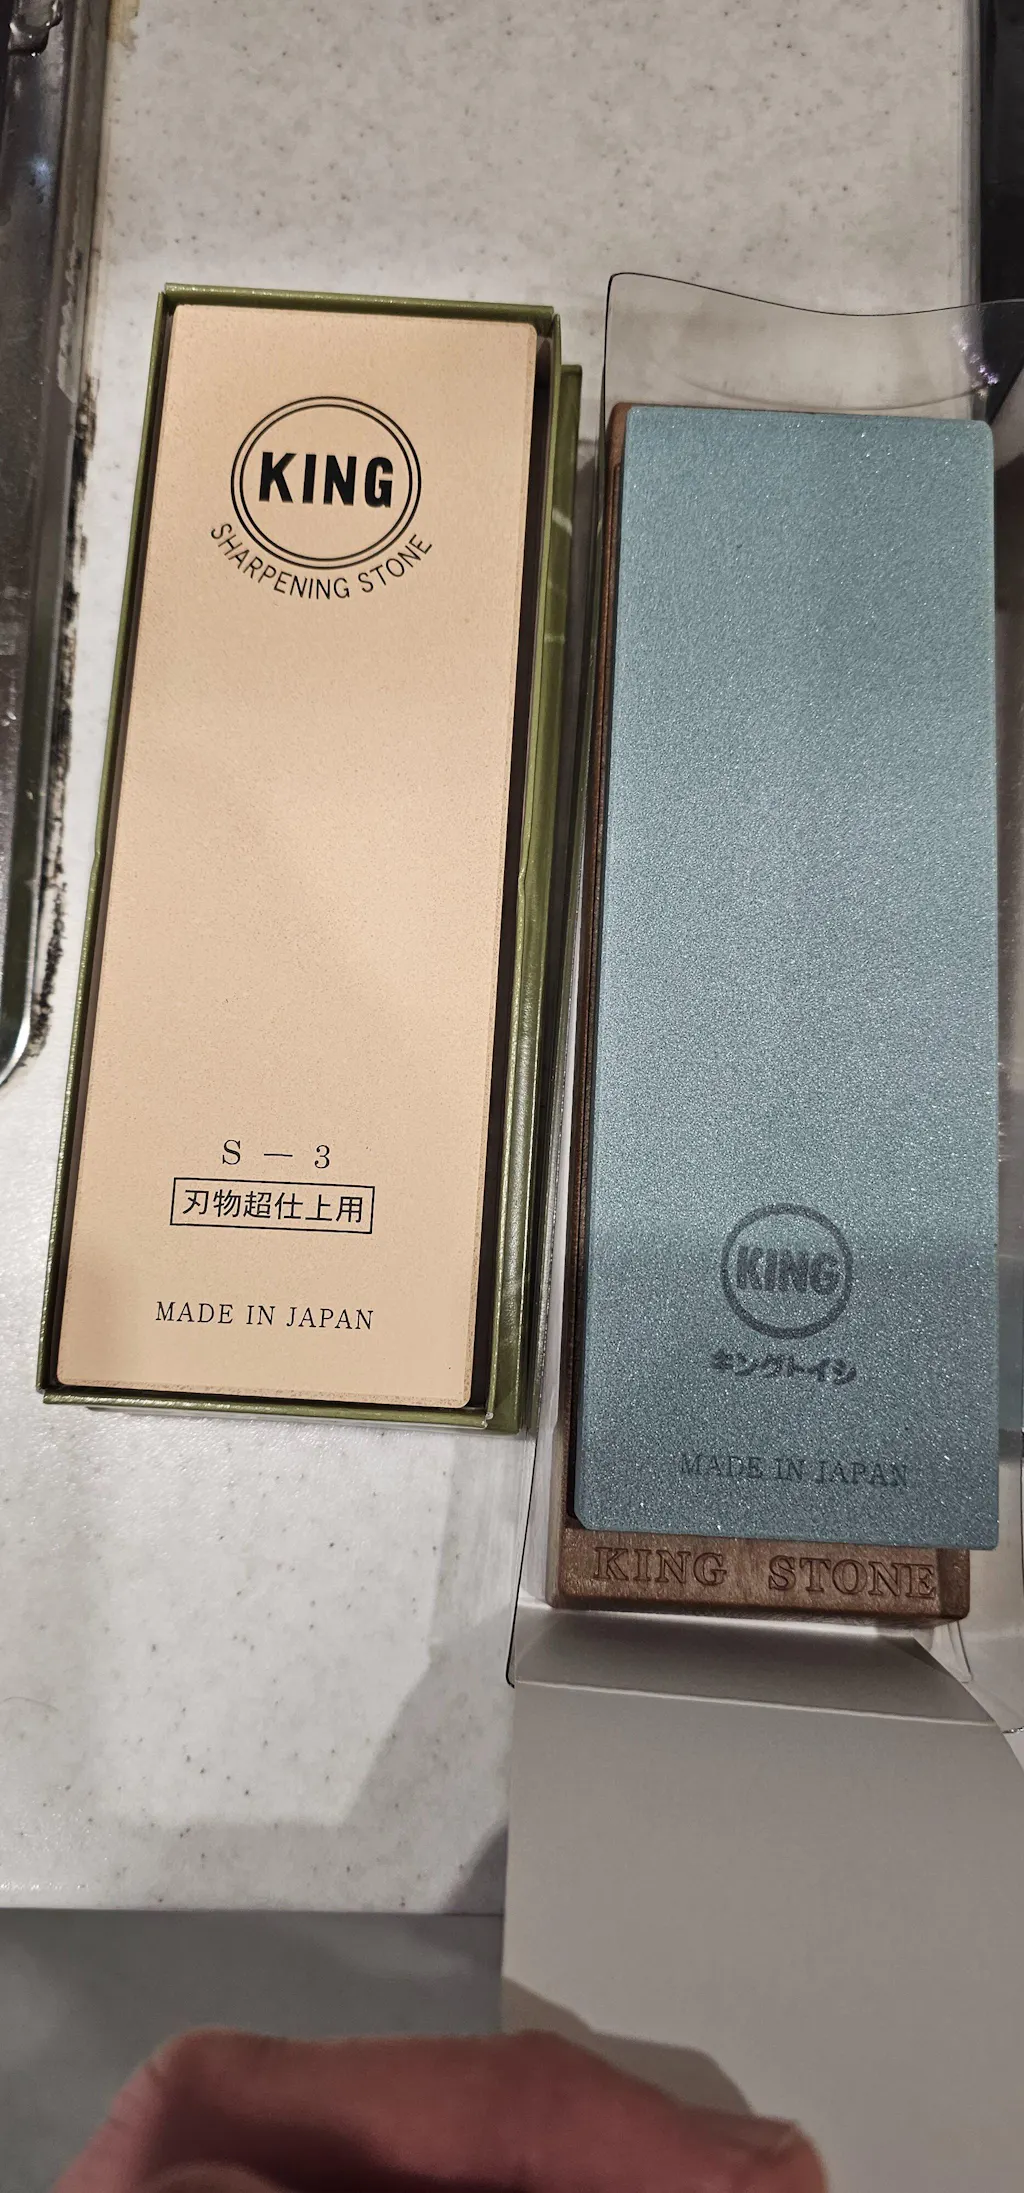 KING
SHARPENING STONE
S - 3
刃物超仕上用
MADE IN JAPAN
KING
キングトイシ
MADE IN JAPAN
KING STONE